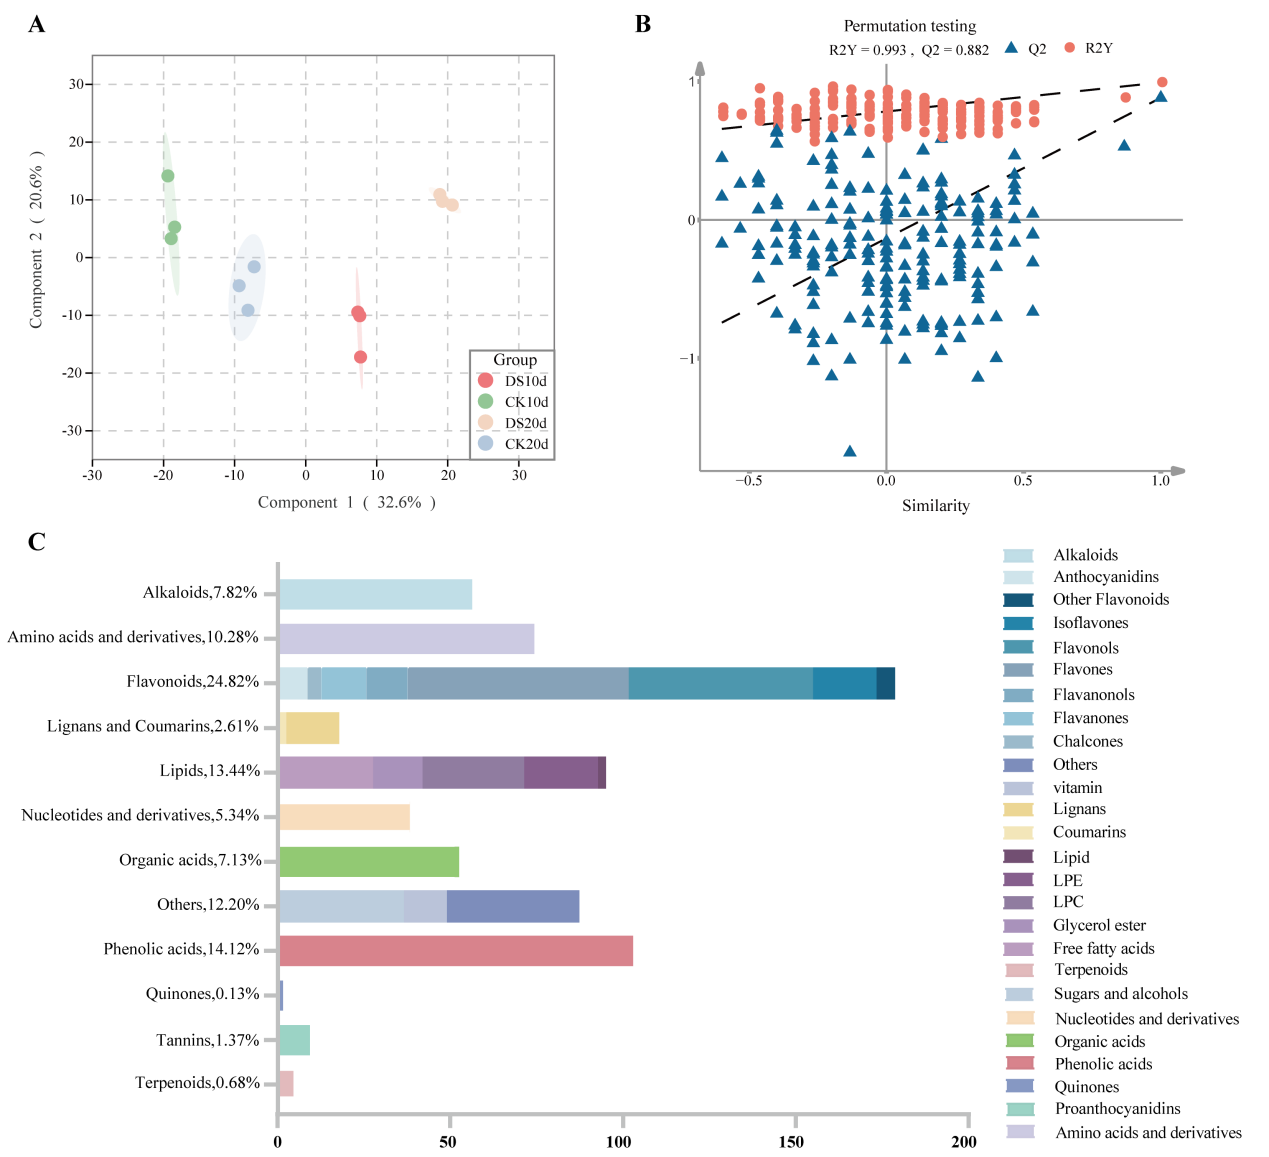 A
30
20
10
0
-10
-20
-30
Component 2 ( 20.6% )
-30
-20
-10
0
10
20
30
Component 1 ( 32.6% )
Group
DS10d
CK10d
DS20d
CK20d
B
Permutation testing
R2Y = 0.993 , Q2 = 0.882
Q2
R2Y
1
0
−1
−0.5
0.0
0.5
1.0
Similarity
C
Alkaloids,7.82%
Amino acids and derivatives,10.28%
Flavonoids,24.82%
Lignans and Coumarins,2.61%
Lipids,13.44%
Nucleotides and derivatives,5.34%
Organic acids,7.13%
Others,12.20%
Phenolic acids,14.12%
Quinones,0.13%
Tannins,1.37%
Terpenoids,0.68%
0
50
100
150
200
Alkaloids
Anthocyanidins
Other Flavonoids
Isoflavones
Flavonols
Flavones
Flavanonols
Flavanones
Chalcones
Others
vitamin
Lignans
Coumarins
Lipid
LPE
LPC
Glycerol ester
Free fatty acids
Terpenoids
Sugars and alcohols
Nucleotides and derivatives
Organic acids
Phenolic acids
Quinones
Proanthocyanidins
Amino acids and derivatives